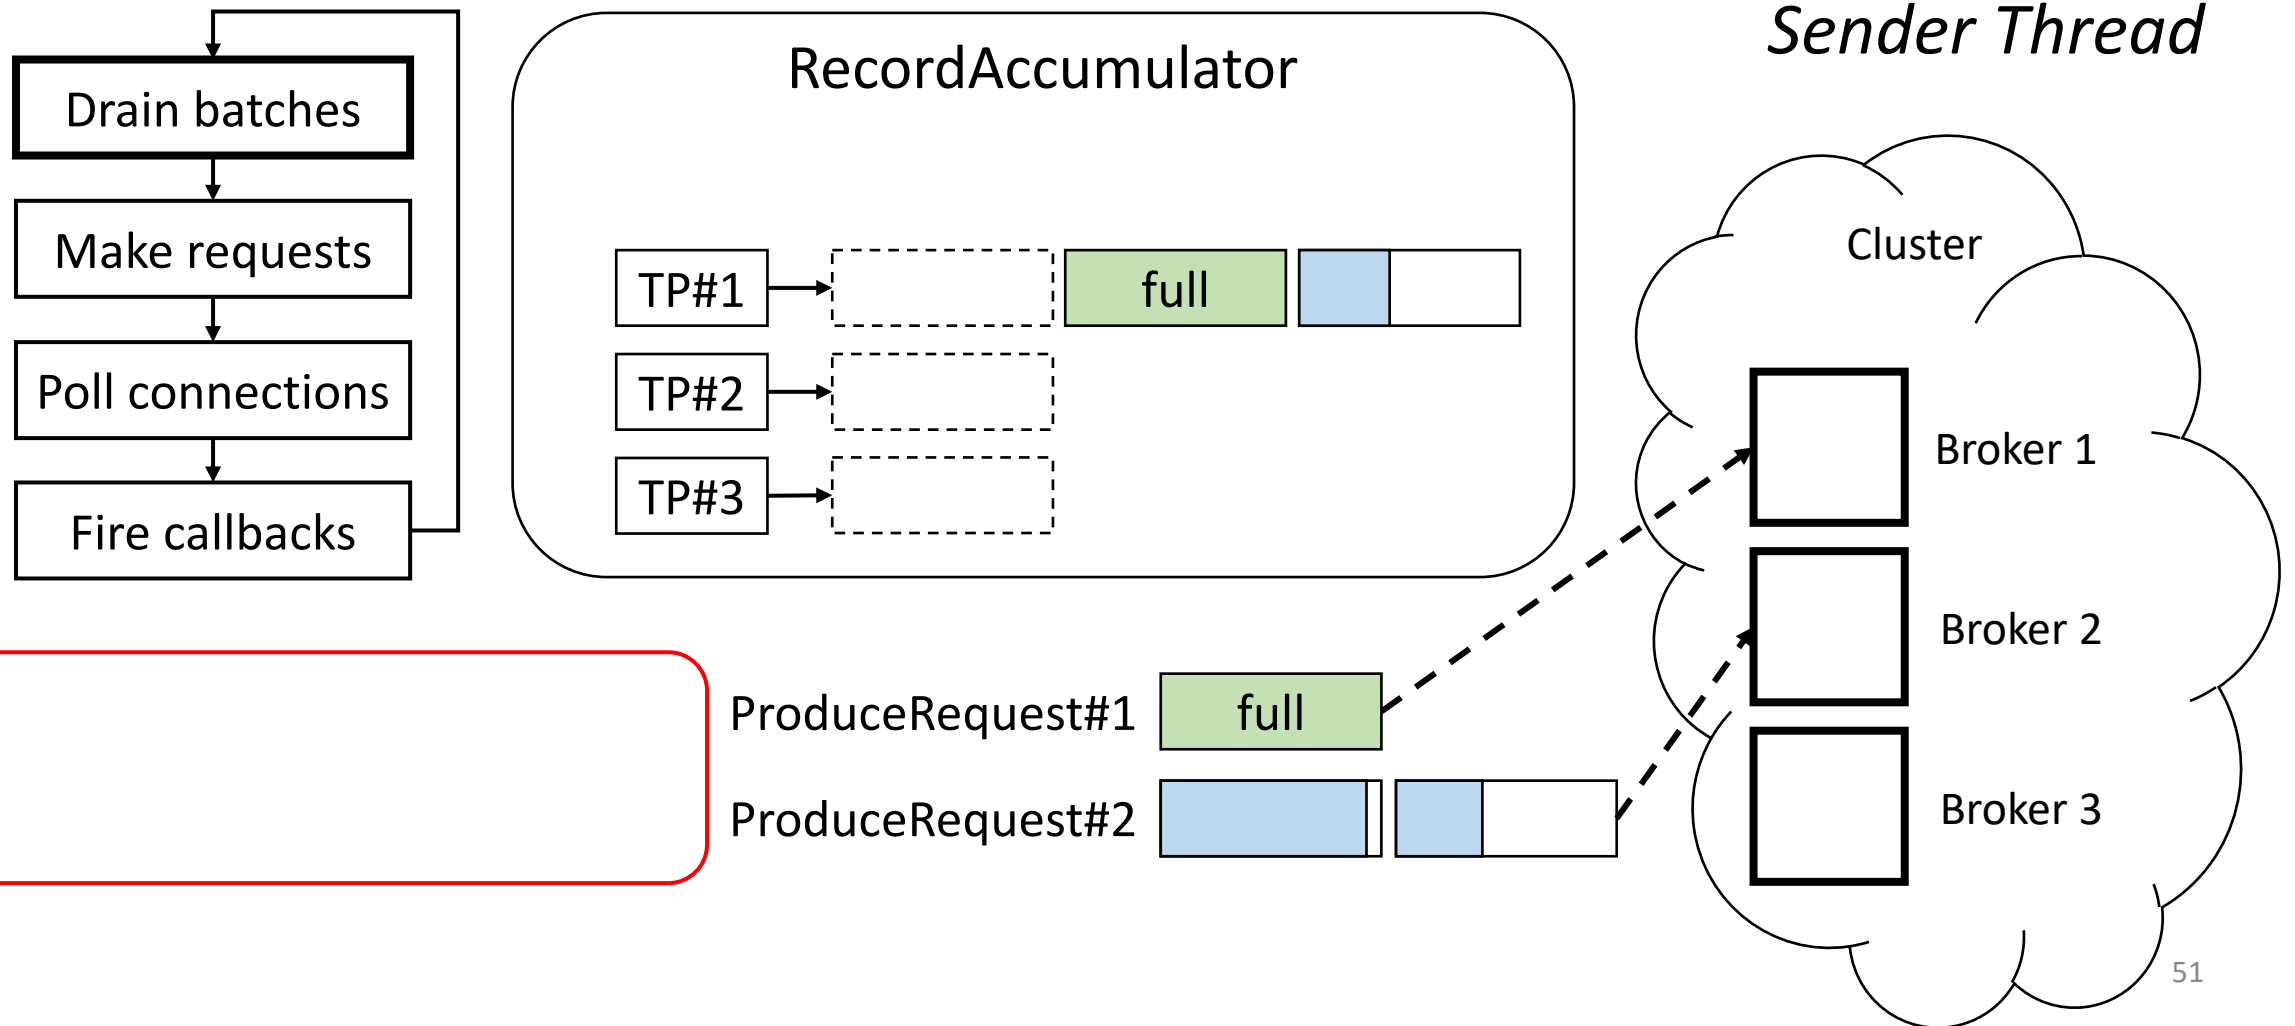 Sender Thread
Drain batches
Make requests
Poll connections
Fire callbacks
RecordAccumulator
TP#1
full
TP#2
TP#3
Cluster
Broker 1
Broker 2
Broker 3
ProduceRequest#1
full
ProduceRequest#2
51